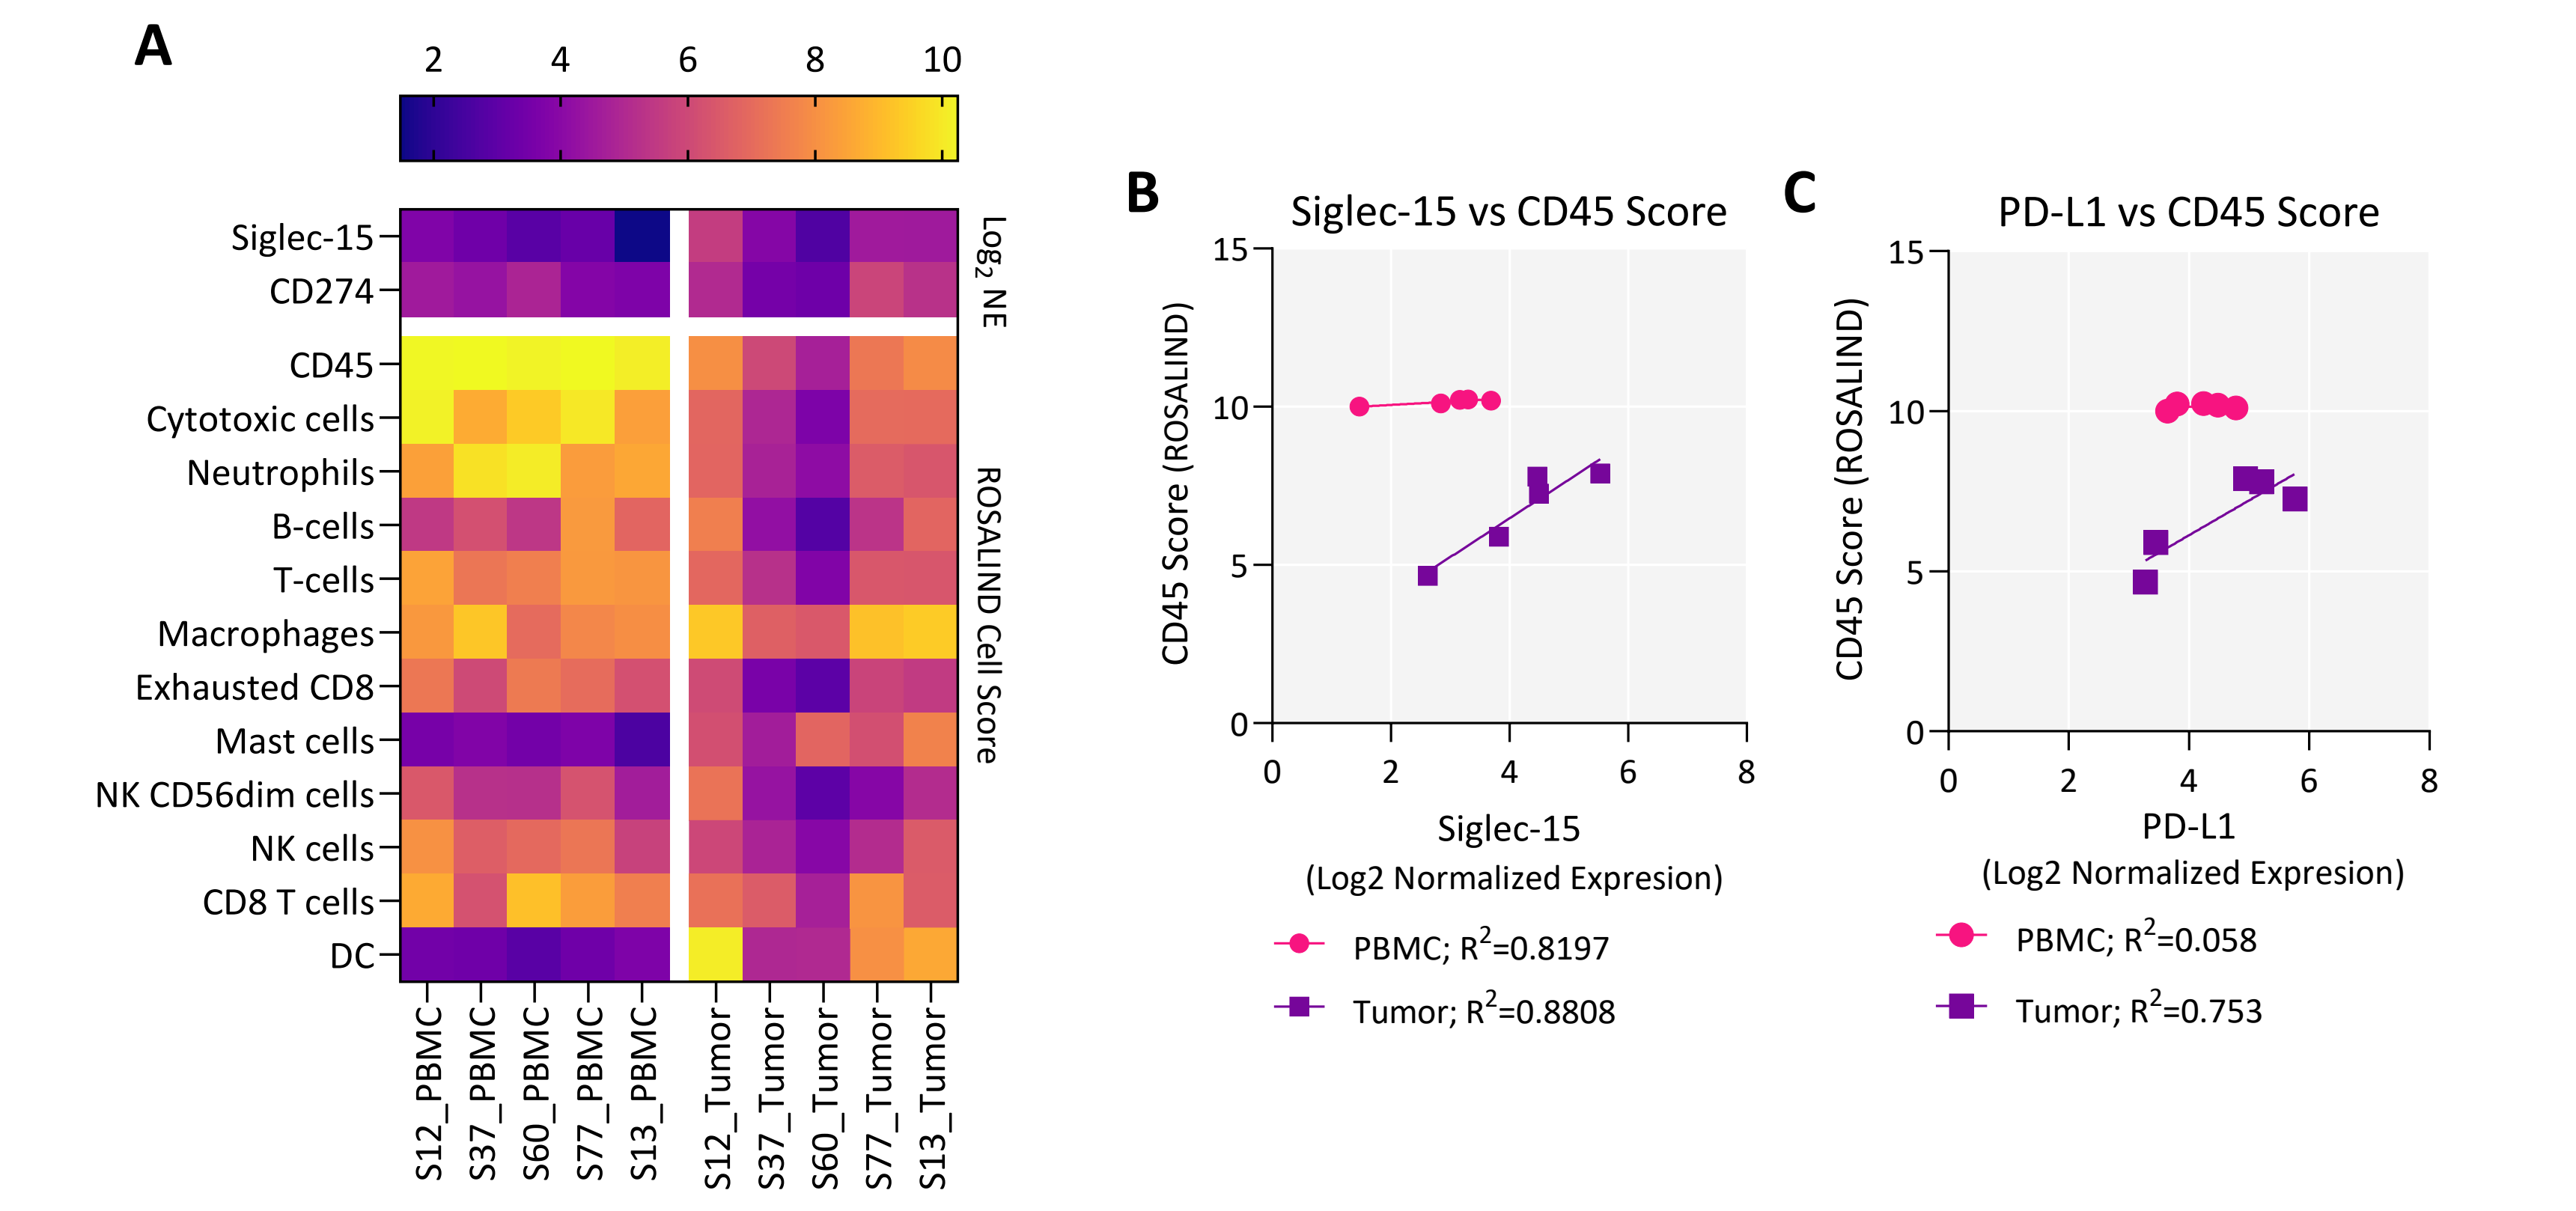 A
2 4 6 8 10
Siglec-15
CD274
Log2 NE
CD45
Cytotoxic cells
Neutrophils
B-cells
T-cells
Macrophages
Exhausted CD8
Mast cells
NK CD56dim cells
NK cells
CD8 T cells
DC
ROSALIND Cell Score
S12_PBMC
S37_PBMC
S60_PBMC
S77_PBMC
S13_PBMC
S12_Tumor
S37_Tumor
S60_Tumor
S77_Tumor
S13_Tumor
B
Siglec-15 vs CD45 Score
CD45 Score (ROSALIND)
15
10
5
0
0 2 4 6 8
Siglec-15
(Log2 Normalized Expresion)
PBMC; R2=0.8197
Tumor; R2=0.8808
C
PD-L1 vs CD45 Score
CD45 Score (ROSALIND)
15
10
5
0
0 2 4 6 8
PD-L1
(Log2 Normalized Expresion)
PBMC; R2=0.058
Tumor; R2=0.753